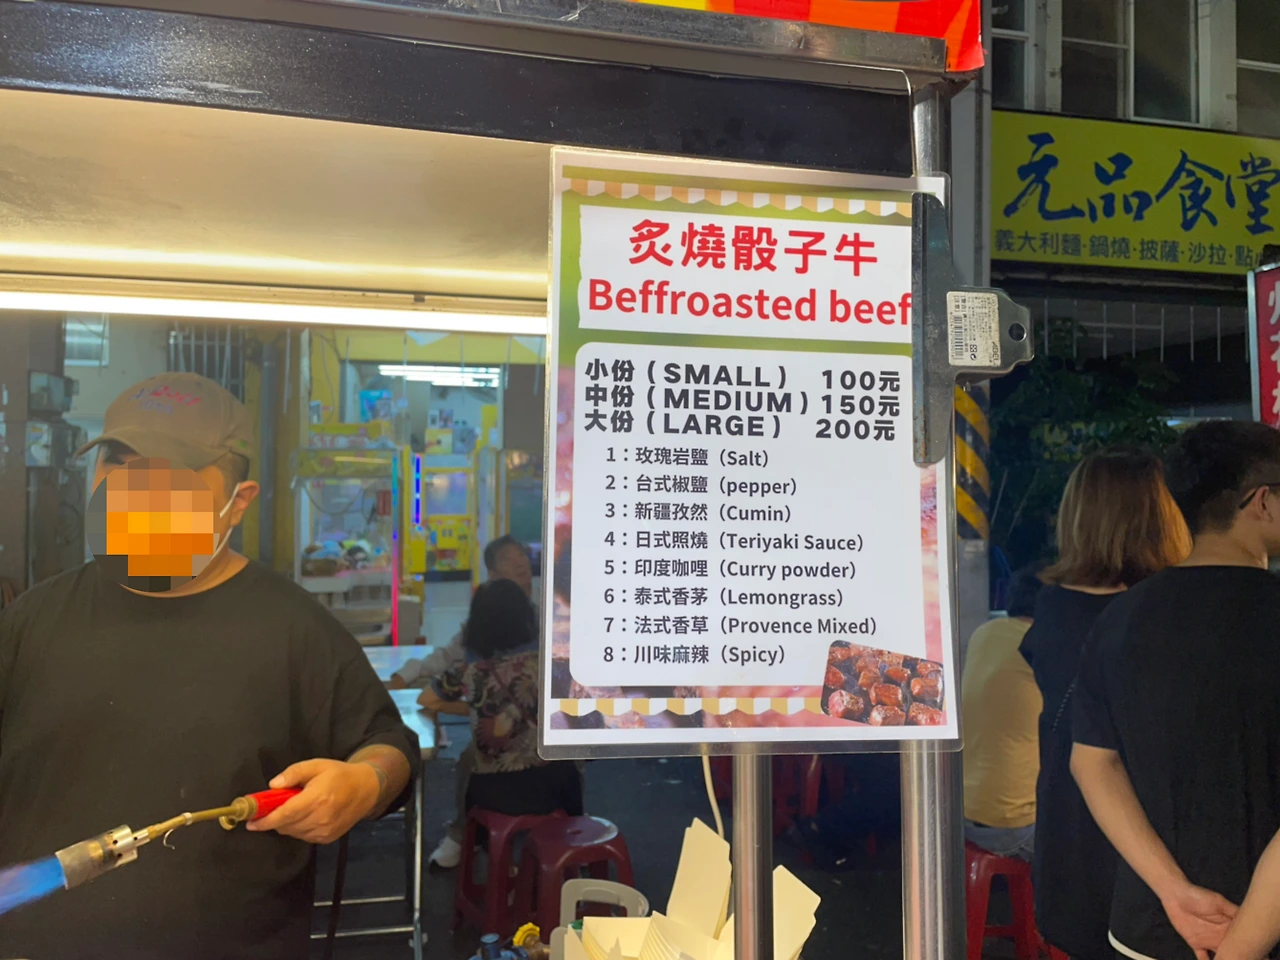 炙燒骰子牛
Beffroasted beef
小份（SMALL） 100元
中份（MEDIUM）150元
大份（LARGE） 200元
1：玫瑰岩鹽（Salt）
2：台式椒鹽（pepper）
3：新疆孜然（Cumin）
4：日式照燒（Teriyaki Sauce）
5：印度咖哩（Curry powder）
6：泰式香茅（Lemongrass）
7：法式香草（Provence Mixed）
8：川味麻辣（Spicy）
元品食堂
義大利麵·鍋燒·披薩·沙拉·點心